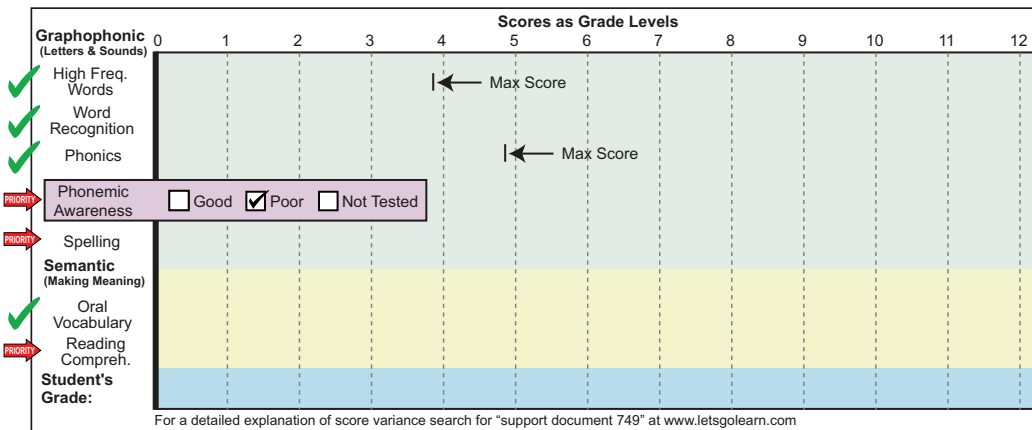 Scores as Grade Levels
Graphophonic
(Letters & Sounds)
0 1 2 3 4 5 6 7 8 9 10 11 12
High Freq.
Words
Max Score
Word
Recognition
Phonics
Max Score
PRIORITY
Phonemic
Awareness
Good Poor Not Tested
PRIORITY
Spelling
Semantic
(Making Meaning)
Oral
Vocabulary
PRIORITY
Reading
Compreh.
Student's
Grade:
For a detailed explanation of score variance search for “support document 749” at www.letsgolearn.com